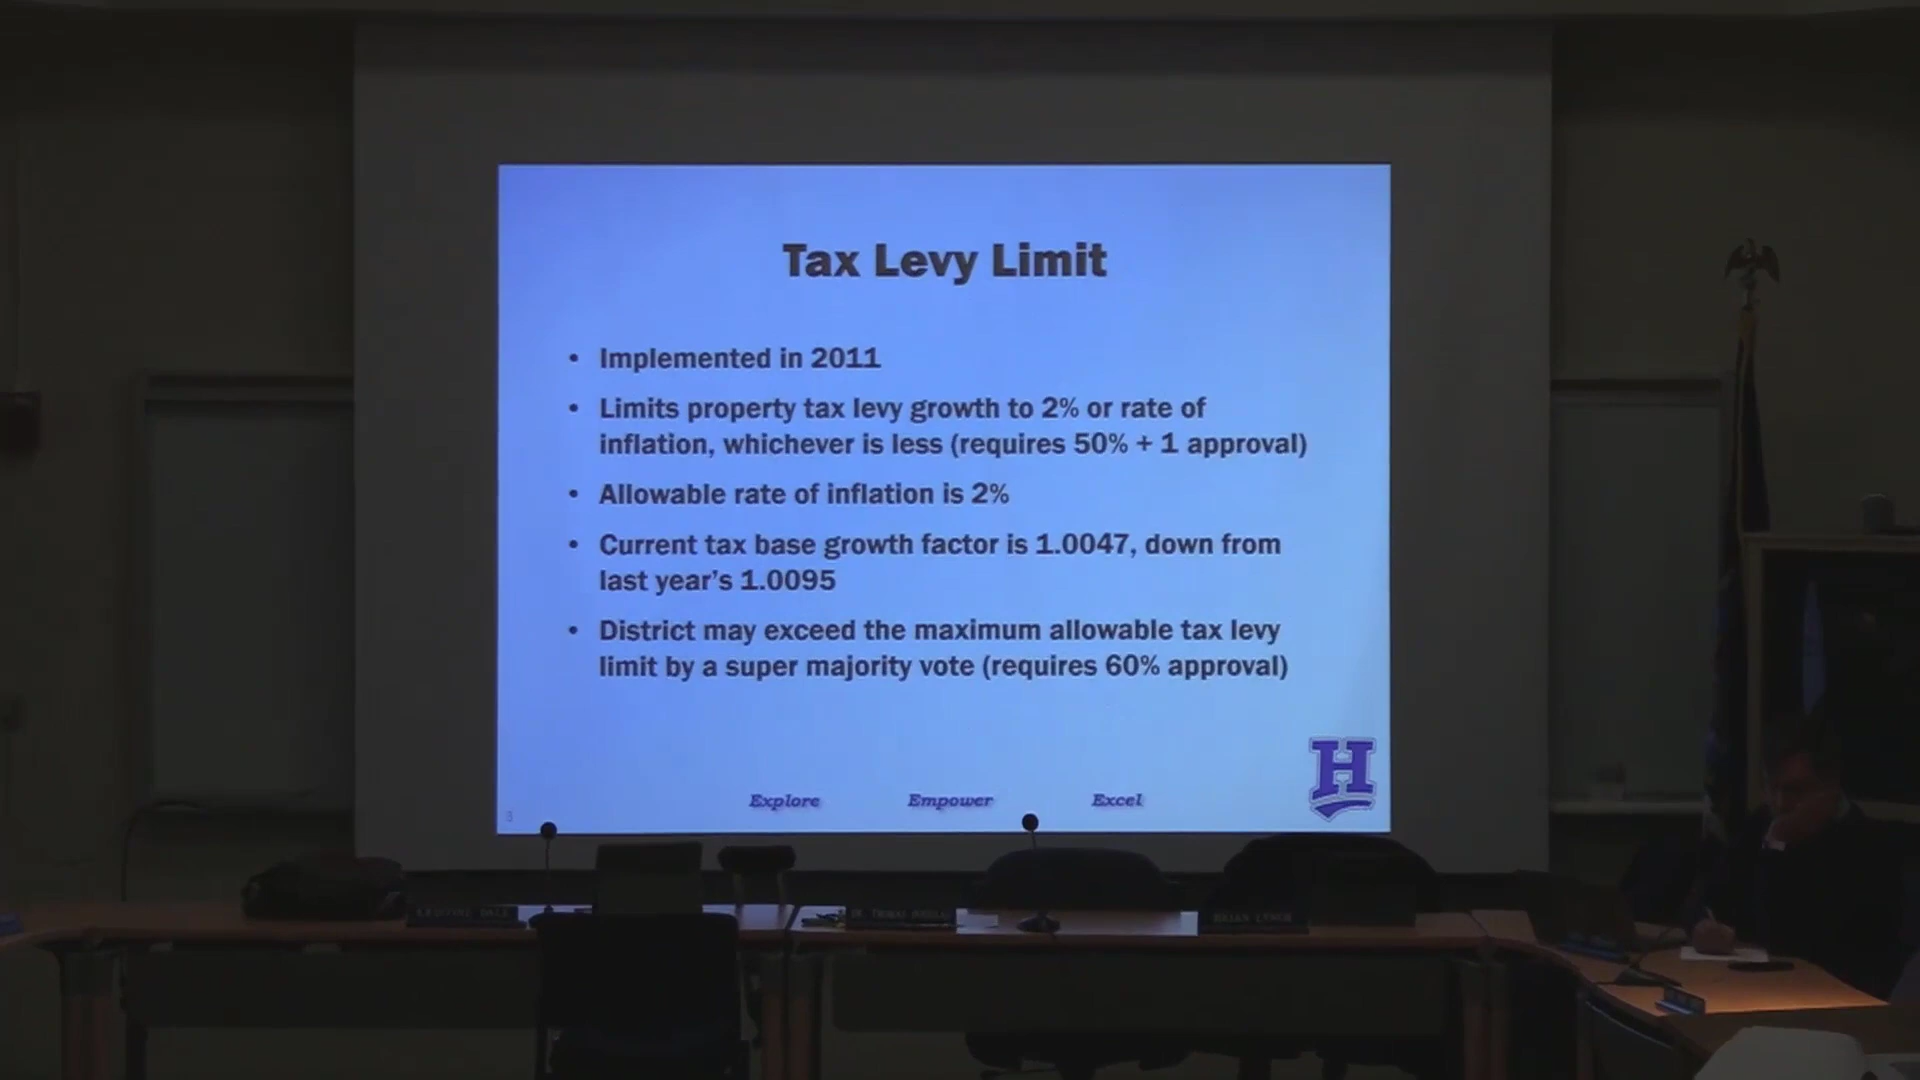 Tax Levy Limit
• Implemented in 2011
• Limits property tax levy growth to 2% or rate of
inflation, whichever is less (requires 50% + 1 approval)
• Allowable rate of inflation is 2%
• Current tax base growth factor is 1.0047, down from
last year's 1.0095
• District may exceed the maximum allowable tax levy
limit by a super majority vote (requires 60% approval)
Explore Empower Excel
H
3
BRIAN LYNCH